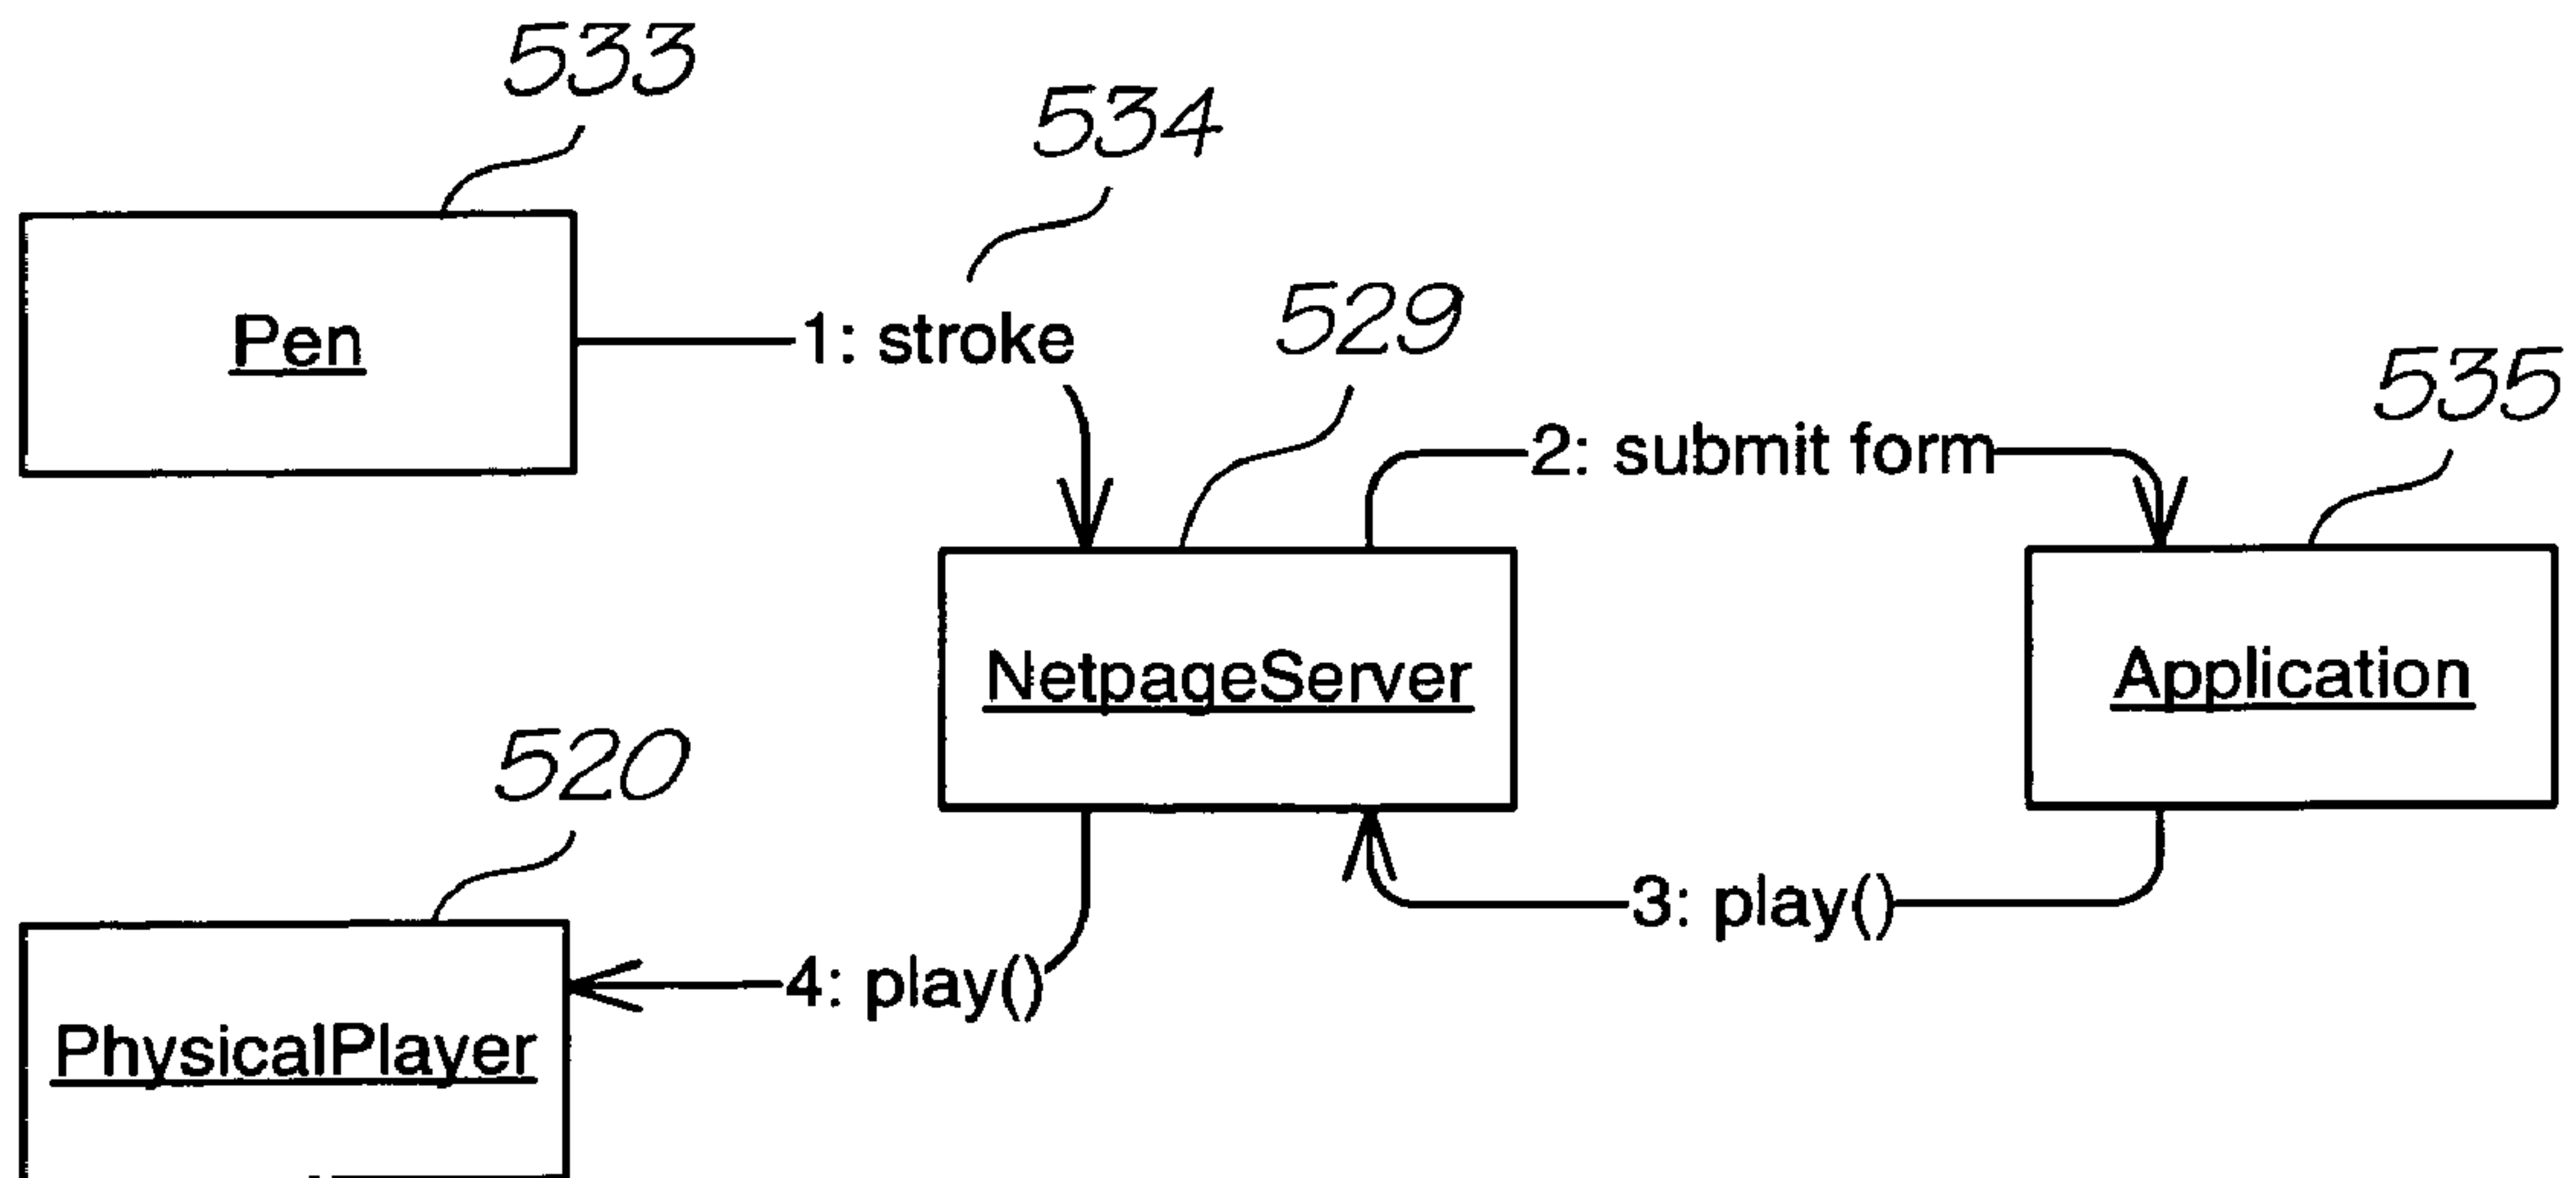 533
534
Pen
1: stroke
529
535
2: submit form
NetpageServer
Application
520
3: play()
4: play()
PhysicalPlayer